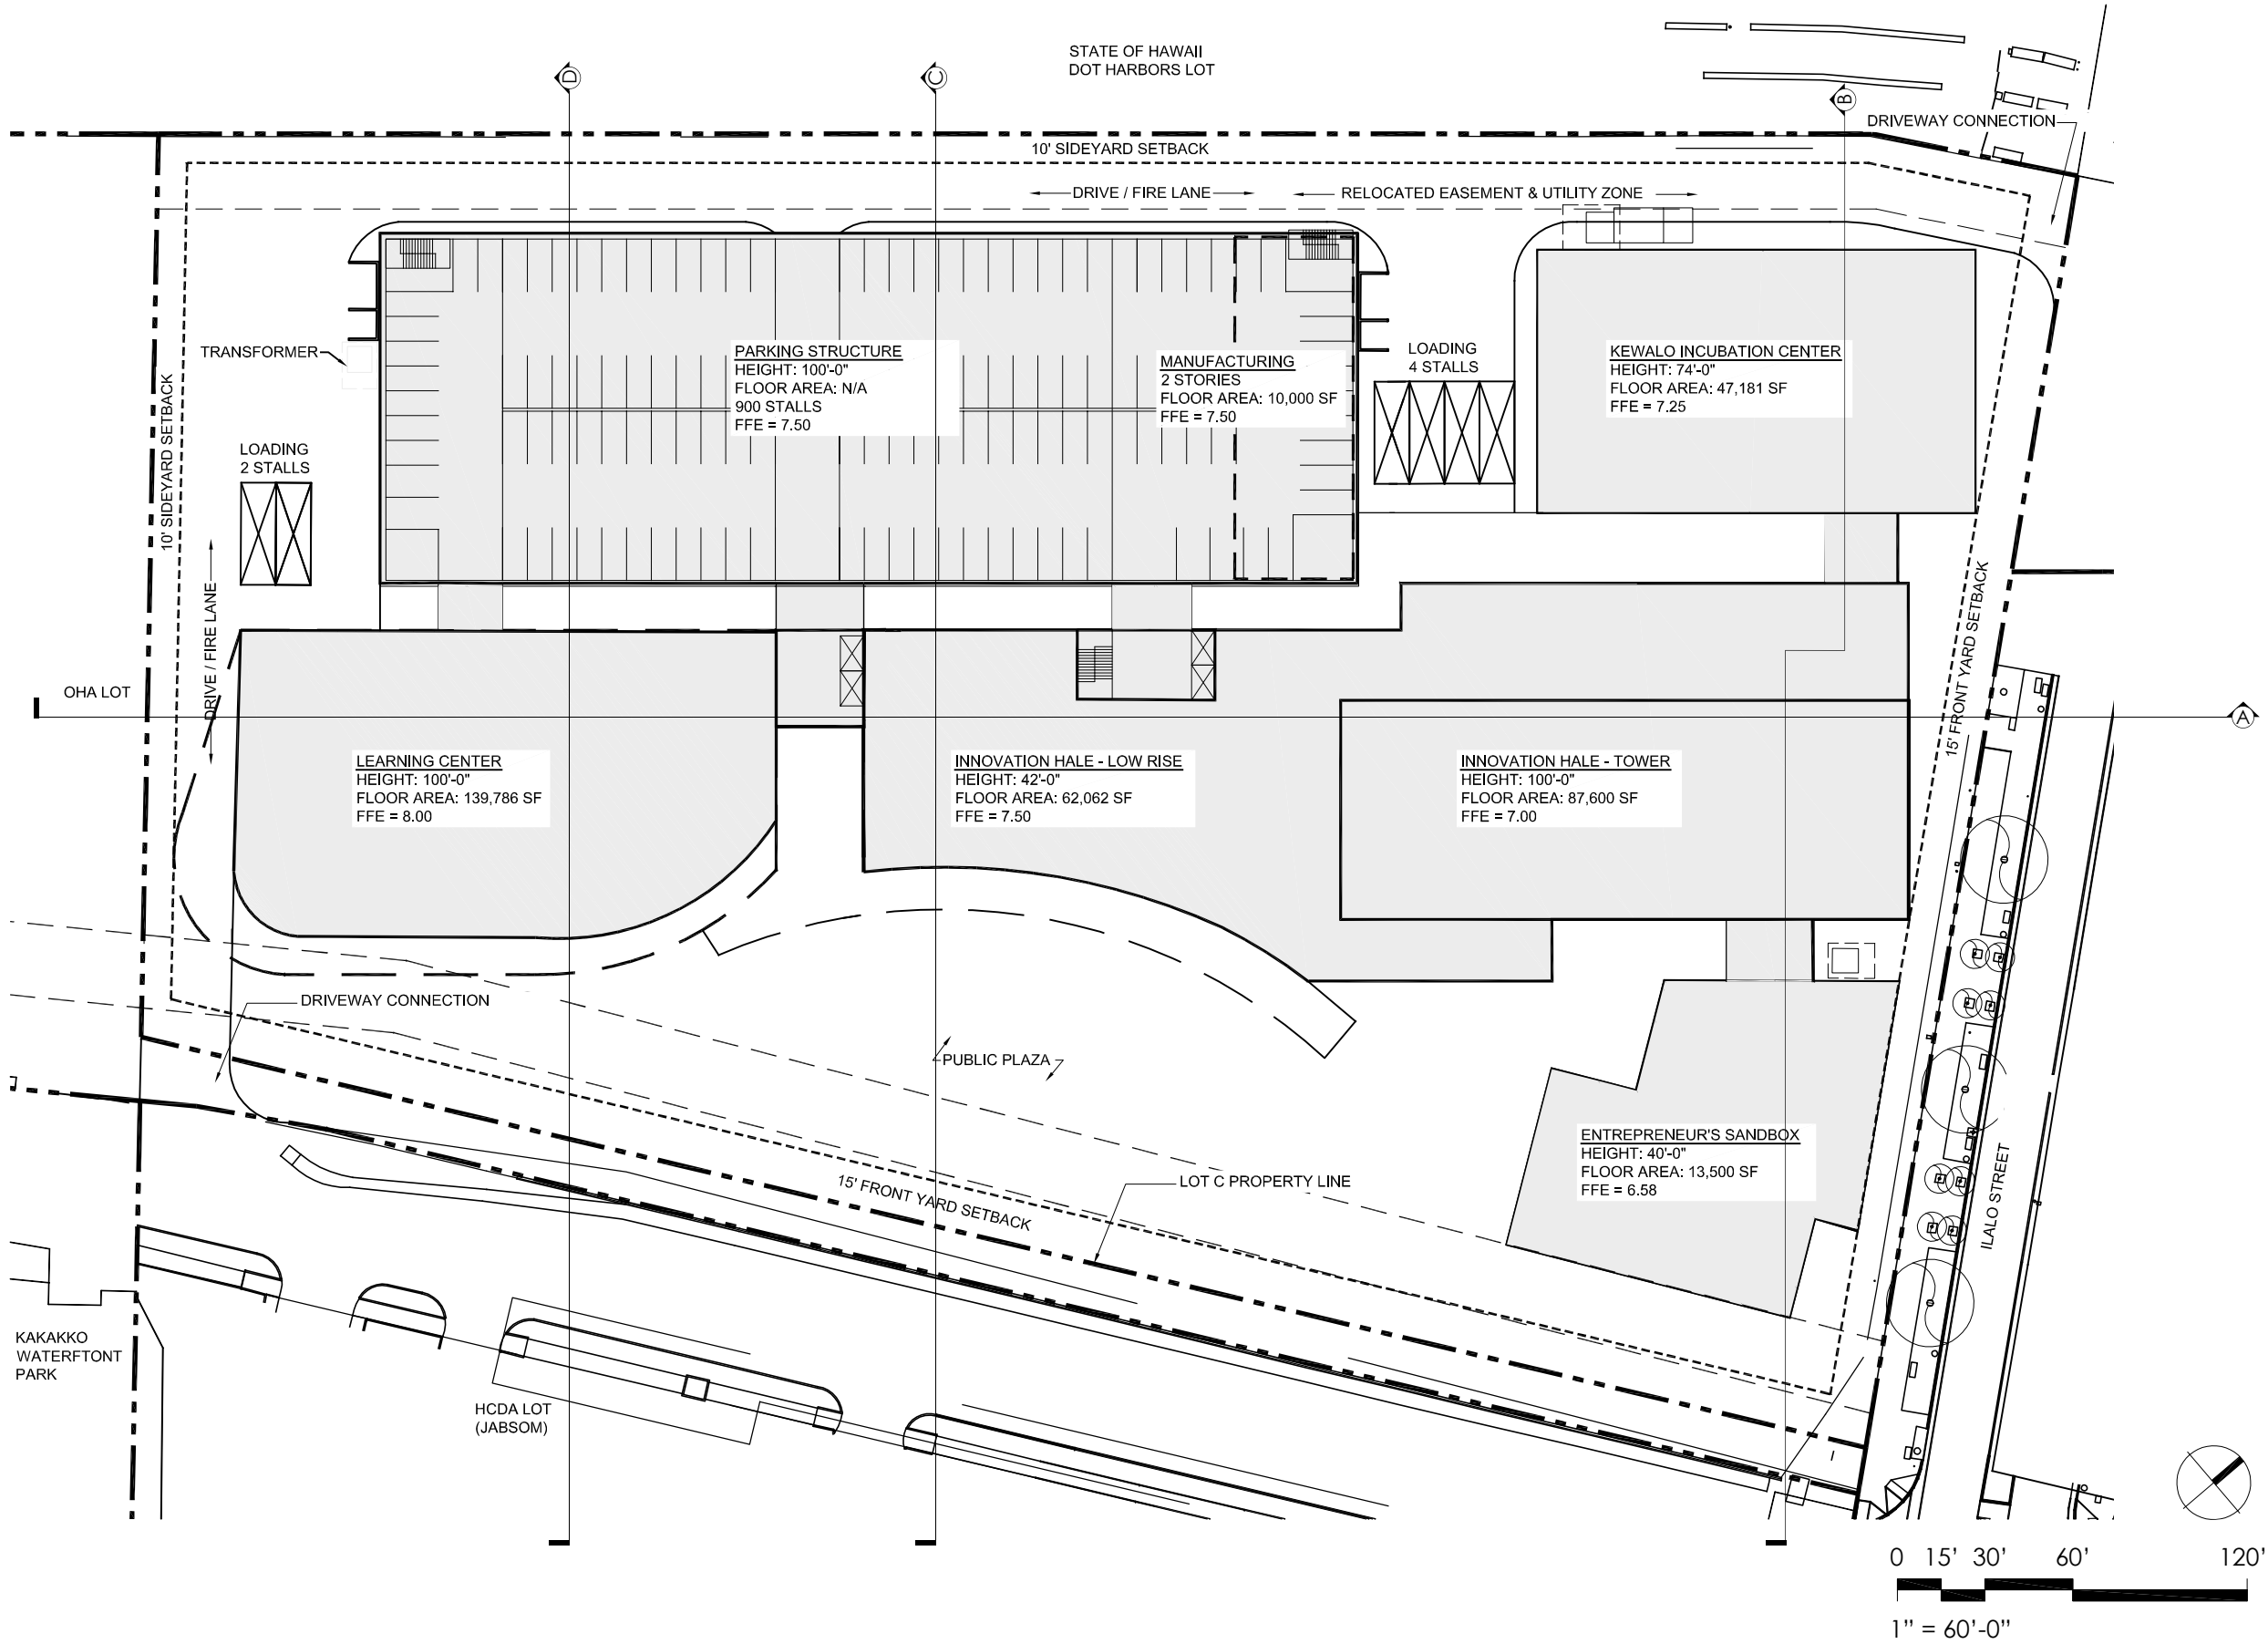 STATE OF HAWAII
DOT HARBORS LOT
D
C
B
DRIVEWAY CONNECTION
10' SIDEYARD SETBACK
DRIVE / FIRE LANE
RELOCATED EASEMENT & UTILITY ZONE
TRANSFORMER
PARKING STRUCTURE
HEIGHT: 100'-0"
FLOOR AREA: N/A
900 STALLS
FFE = 7.50
MANUFACTURING
2 STORIES
FLOOR AREA: 10,000 SF
FFE = 7.50
LOADING
4 STALLS
KEWALO INCUBATION CENTER
HEIGHT: 74'-0"
FLOOR AREA: 47,181 SF
FFE = 7.25
10' SIDEYARD SETBACK
LOADING
2 STALLS
DRIVE / FIRE LANE
15' FRONT YARD SETBACK
OHA LOT
A
LEARNING CENTER
HEIGHT: 100'-0"
FLOOR AREA: 139,786 SF
FFE = 8.00
INNOVATION HALE - LOW RISE
HEIGHT: 42'-0"
FLOOR AREA: 62,062 SF
FFE = 7.50
INNOVATION HALE - TOWER
HEIGHT: 100'-0"
FLOOR AREA: 87,600 SF
FFE = 7.00
DRIVEWAY CONNECTION
PUBLIC PLAZA
ENTREPRENEUR'S SANDBOX
HEIGHT: 40'-0"
FLOOR AREA: 13,500 SF
FFE = 6.58
LOT C PROPERTY LINE
15' FRONT YARD SETBACK
ILALO STREET
KAKAKKO
WATERFTONT
PARK
HCDA LOT
(JABSOM)
0 15' 30' 60' 120'
1" = 60'-0"